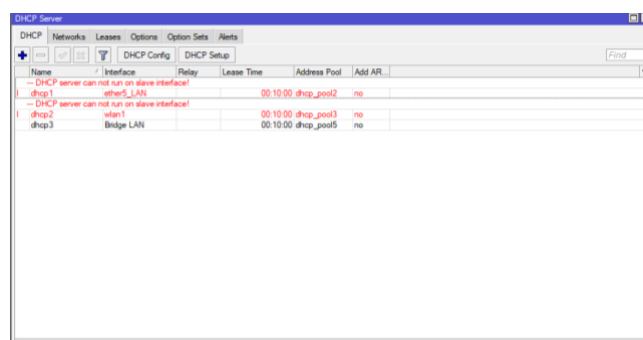 DHCP Server
DHCP Networks Leases Options Option Sets Alerts
DHCP Config DHCP Setup Find
Name Interface Relay Lease Time Address Pool Add AR...
--- DHCP server can not run on slave interface!
I dhcp1 ether5_LAN 00:10:00 dhcp_pool2 no
--- DHCP server can not run on slave interface!
I dhcp2 wlan1 00:10:00 dhcp_pool3 no
dhcp3 Bridge LAN 00:10:00 dhcp_pool5 no